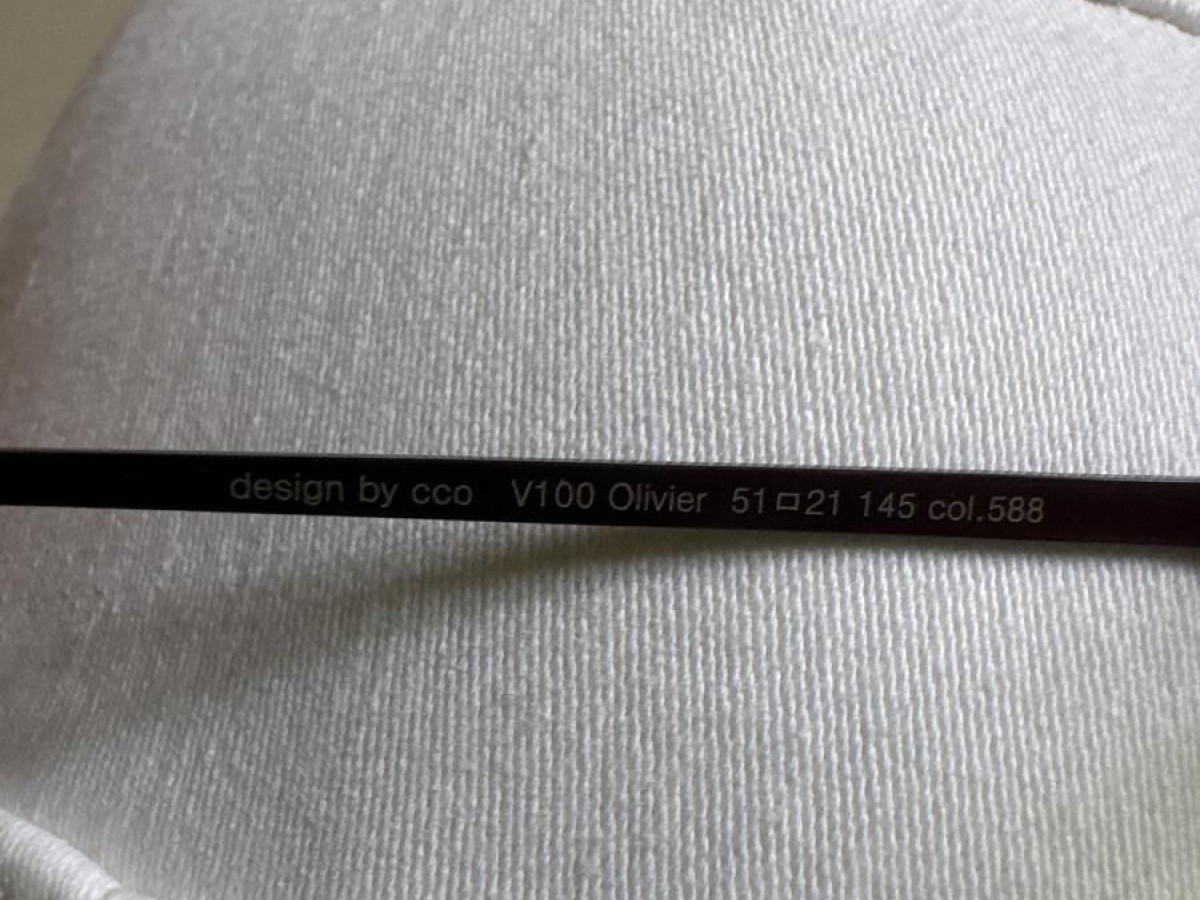 design by cco V100 Olivier 51□21 145 col.588